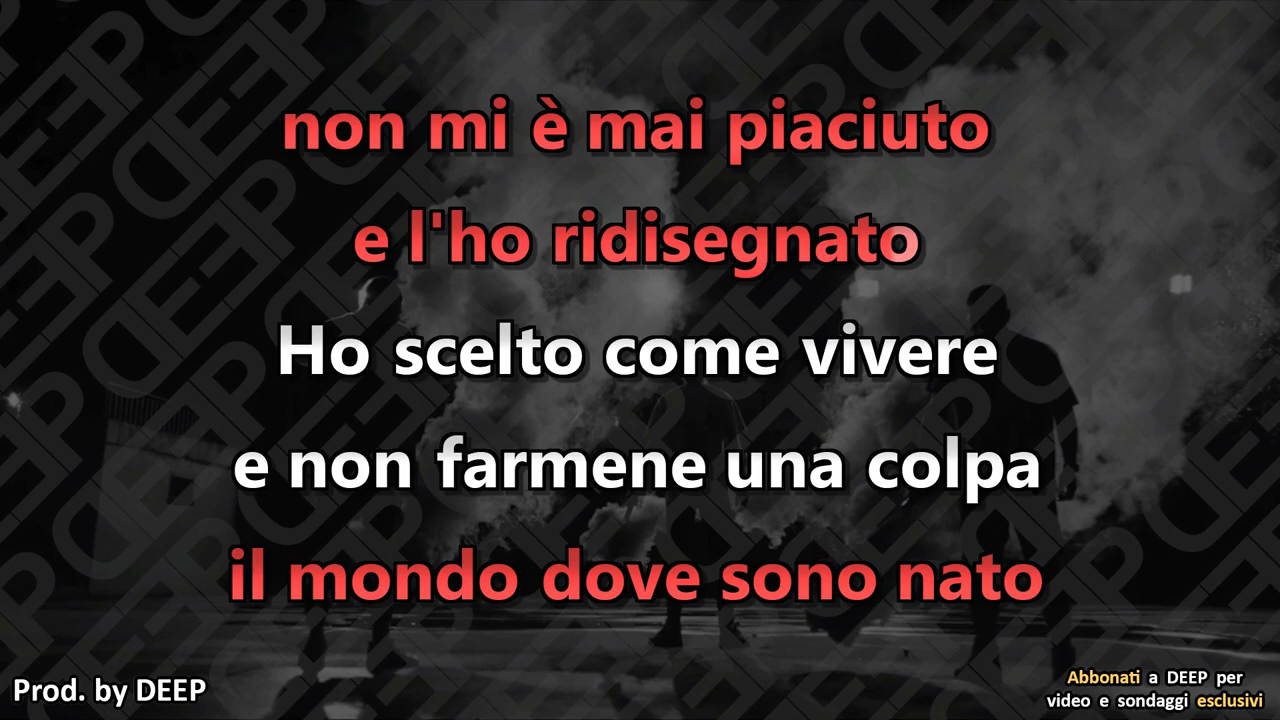 non mi è mai piaciuto
e l'ho ridisegnato
Ho scelto come vivere
e non farmene una colpa
il mondo dove sono nato
Prod. by DEEP
Abbonati a DEEP per
video e sondaggi esclusivi